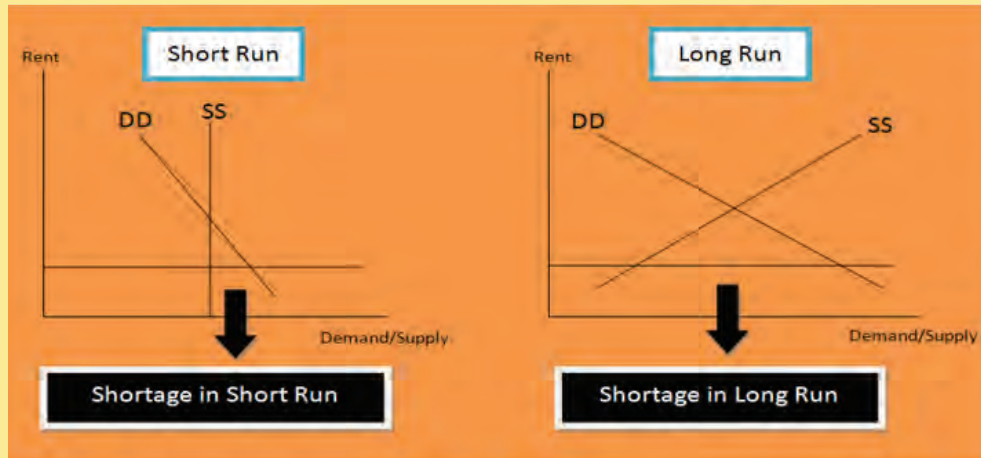 Short Run
Rent
DD
SS
Demand/Supply
Shortage in Short Run
Long Run
Rent
DD
SS
Demand/Supply
Shortage in Long Run